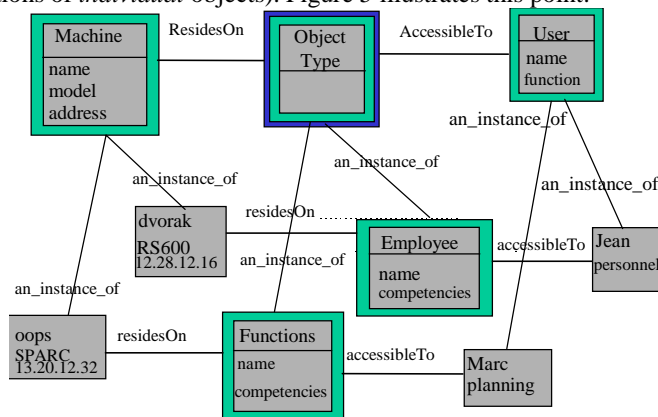 ions of individual objects). Figure 3 illustrates this point.
Machine
name
model
address
ResidesOn
Object
Type
AccessibleTo
User
name
function
an_instance_of
an_instance_of
an_instance_of
an_instance_of
dvorak
RS600
12.28.12.16
residesOn
an_instance_of
Employee
name
competencies
accessibleTo
Jean
personnel
an_instance_of
oops
SPARC
13.20.12.32
residesOn
Functions
name
competencies
accessibleTo
Marc
planning